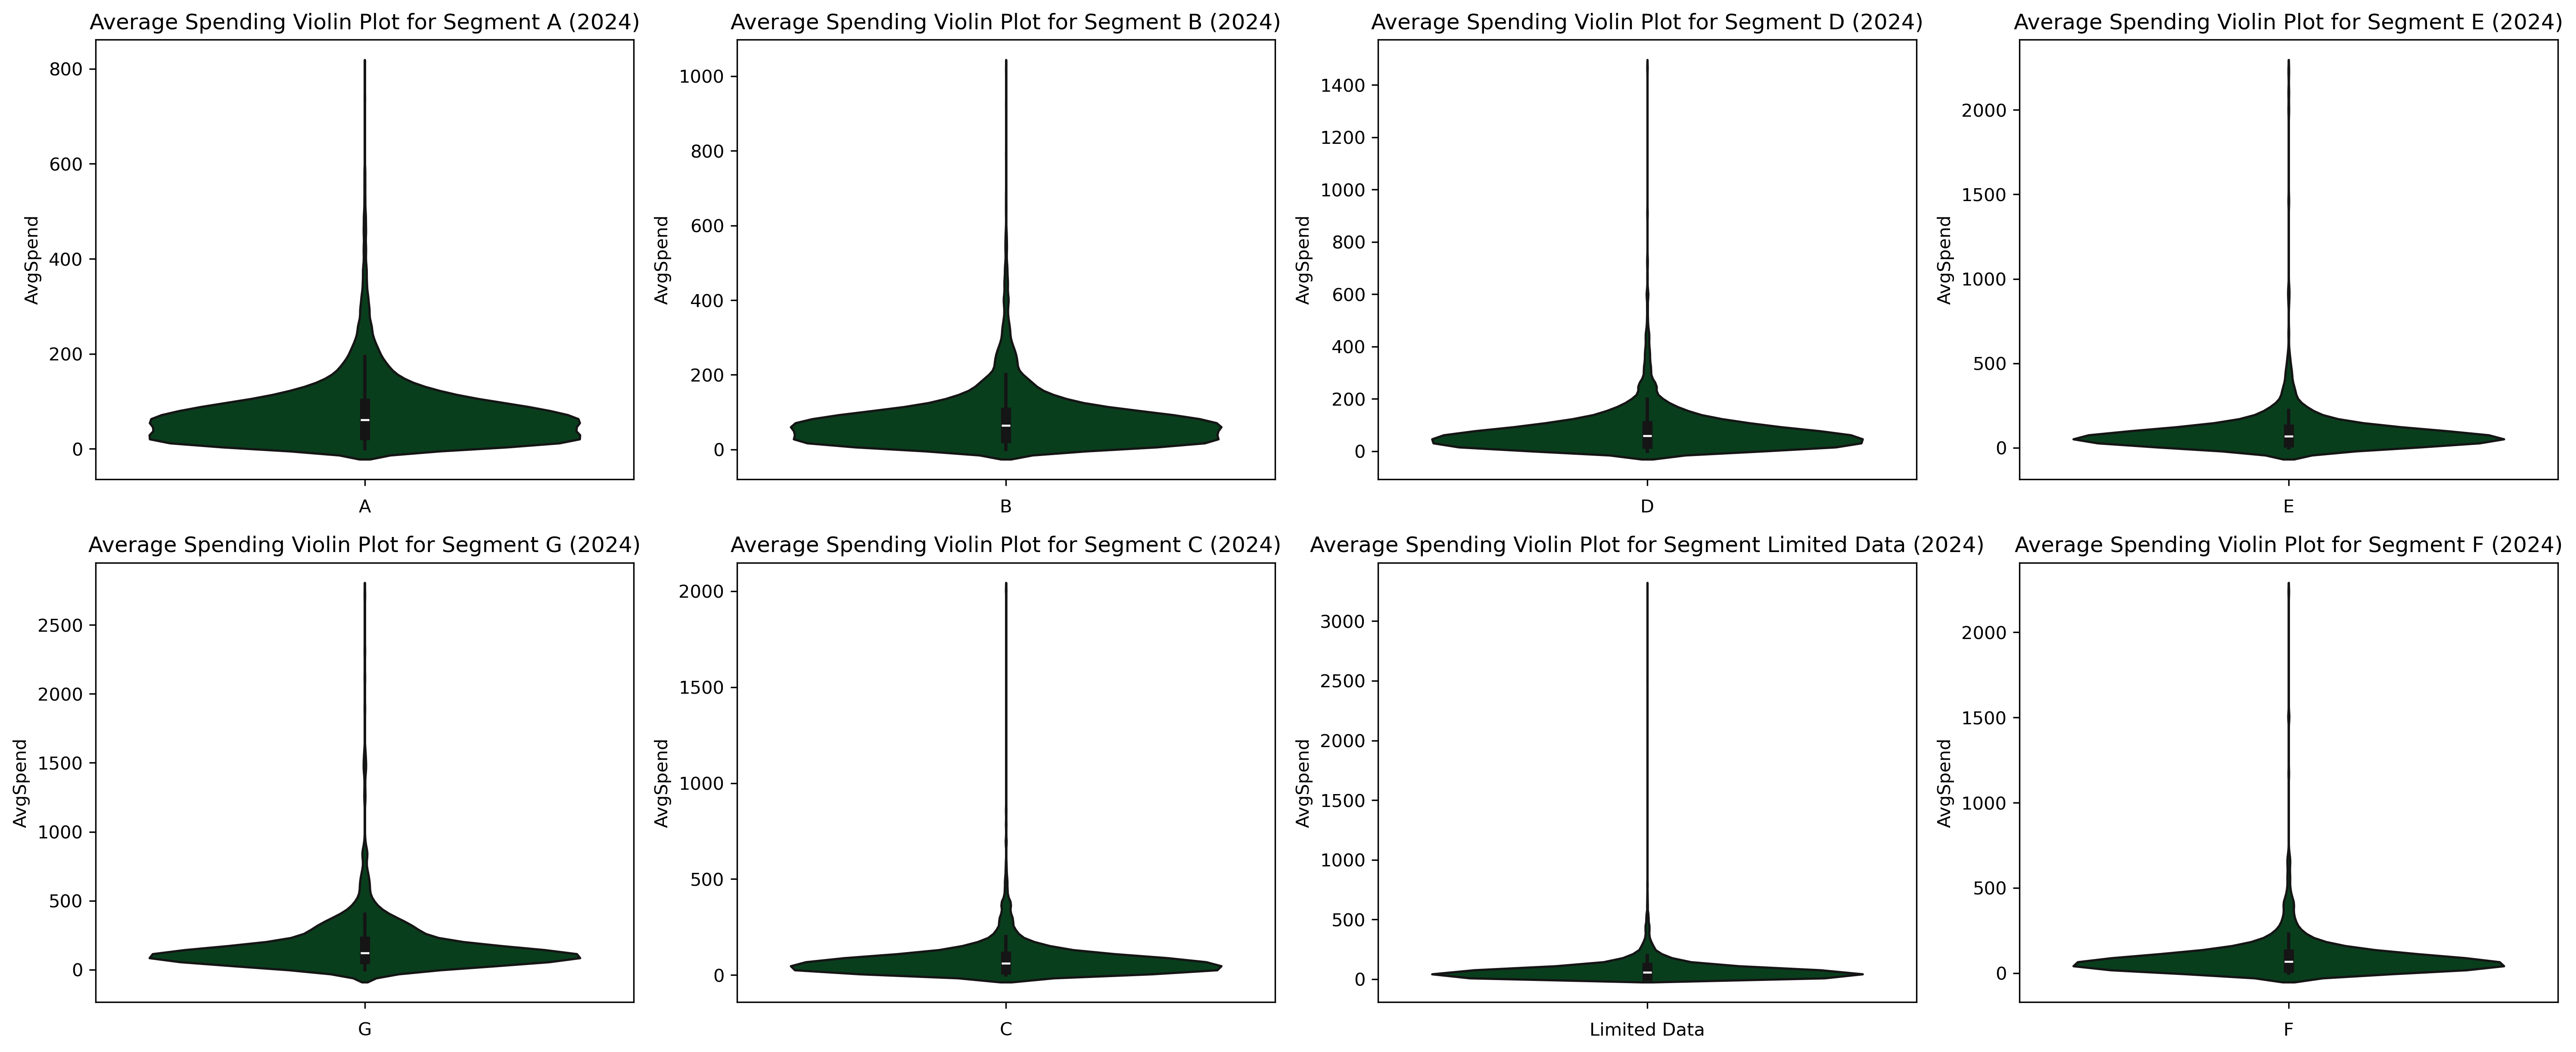 Average Spending Violin Plot for Segment A (2024)
800
600
400
200
0
AvgSpend
A
Average Spending Violin Plot for Segment B (2024)
1000
800
600
400
200
0
AvgSpend
B
Average Spending Violin Plot for Segment D (2024)
1400
1200
1000
800
600
400
200
0
AvgSpend
D
Average Spending Violin Plot for Segment E (2024)
2000
1500
1000
500
0
AvgSpend
E
Average Spending Violin Plot for Segment G (2024)
2500
2000
1500
1000
500
0
AvgSpend
G
Average Spending Violin Plot for Segment C (2024)
2000
1500
1000
500
0
AvgSpend
C
Average Spending Violin Plot for Segment Limited Data (2024)
3000
2500
2000
1500
1000
500
0
AvgSpend
Limited Data
Average Spending Violin Plot for Segment F (2024)
2000
1500
1000
500
0
AvgSpend
F